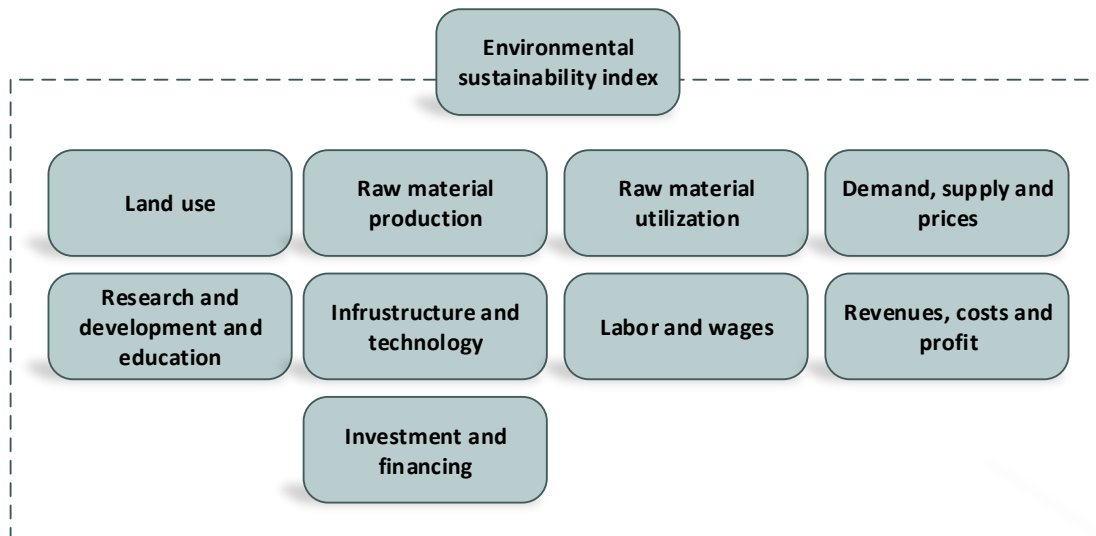 Environmental
sustainability index
Land use
Raw material
production
Raw material
utilization
Demand, supply and
prices
Research and
development and
education
Infrustructure and
technology
Labor and wages
Revenues, costs and
profit
Investment and
financing